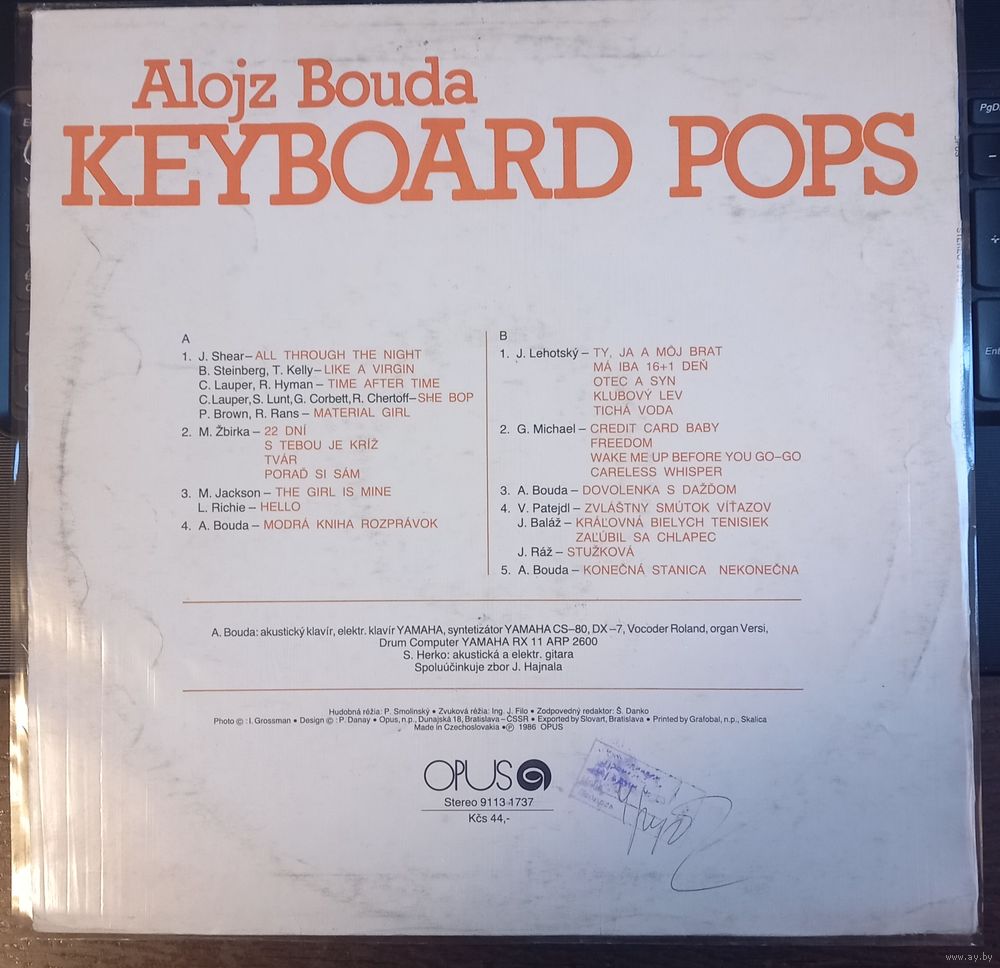 Alojz Bouda
KEYBOARD POPS
A
1. J. Shear – ALL THROUGH THE NIGHT
B. Steinberg, T. Kelly – LIKE A VIRGIN
C. Lauper, R. Hyman – TIME AFTER TIME
C. Lauper, S. Lunt, G. Corbett, R. Chertoff – SHE BOP
P. Brown, R. Rans – MATERIAL GIRL
2. M. Žbirka – 22 DNÍ
S TEBOU JE KRÍŽ
TVÁR
PORAĎ SI SÁM
3. M. Jackson – THE GIRL IS MINE
L. Richie – HELLO
4. A. Bouda – MODRÁ KNIHA ROZPRÁVOK
B
1. J. Lehotský – TY, JA A MÔJ BRAT
MÁ IBA 16+1 DEŇ
OTEC A SYN
KLUBOVÝ LEV
TICHÁ VODA
2. G. Michael – CREDIT CARD BABY
FREEDOM
WAKE ME UP BEFORE YOU GO–GO
CARELESS WHISPER
3. A. Bouda – DOVOLENKA S DAŽĎOM
4. V. Patejdl – ZVLÁŠTNY SMÚTOK VÍŤAZOV
J. Baláž – KRÁĽOVNÁ BIELYCH TENISIEK
ZAĽÚBIL SA CHLAPEC
J. Ráž – STUŽKOVÁ
5. A. Bouda – KONEČNÁ STANICA NEKONEČNA
A. Bouda: akustický klavír, elektr. klavír YAMAHA, syntetizátor YAMAHA CS–80, DX –7, Vocoder Roland, organ Versi,
Drum Computer YAMAHA RX 11 ARP 2600
S. Herko: akustická a elektr. gitara
Spoluúčinkuje zbor J. Hajnala
Hudobná réžia: P. Smolinský • Zvuková réžia: Ing. J. Filo • Zodpovedný redaktor: Š. Danko
Photo © : I. Grossman • Design © : P. Danay • Opus, n.p., Dunajská 18, Bratislava – ČSSR • Exported by Slovart, Bratislava • Printed by Grafobal, n.p., Skalica
Made in Czechoslovakia • ℗ 1986 OPUS
OPUS
Stereo 9113 1737
Kčs 44,-
PgD
Ent
www.ay.by